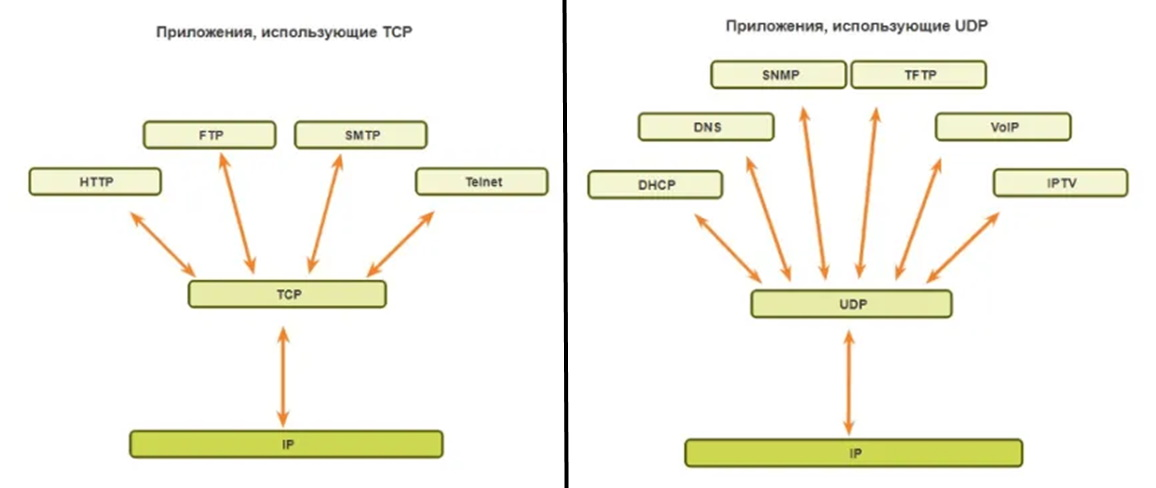 Приложения, использующие TCP
FTP
SMTP
HTTP
Telnet
TCP
IP
Приложения, использующие UDP
SNMP
TFTP
DNS
VoIP
DHCP
IPTV
UDP
IP